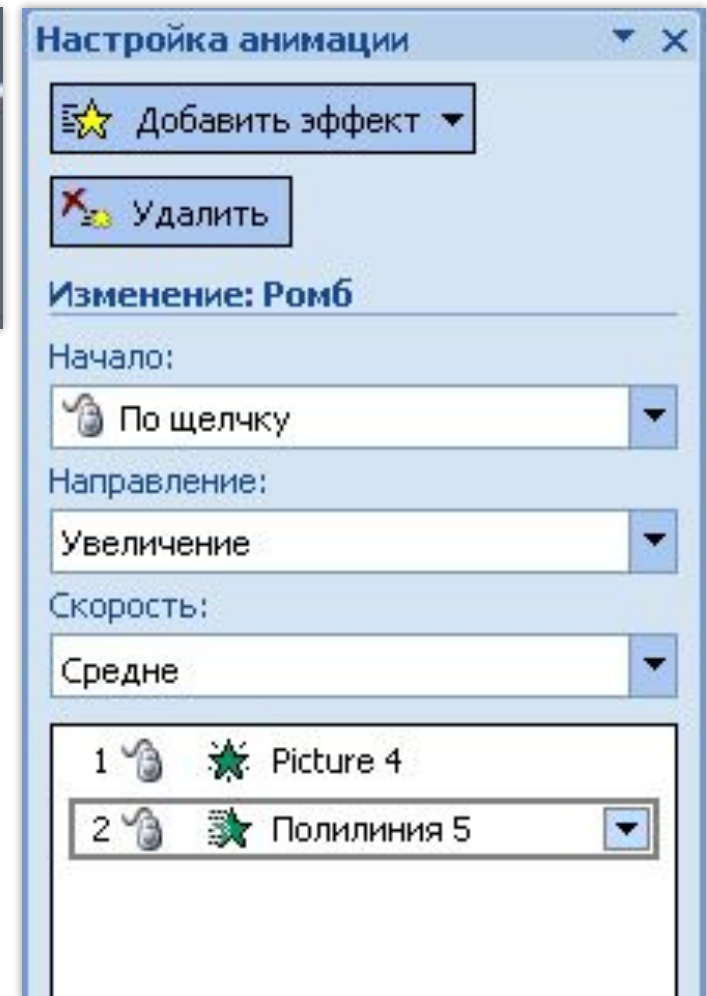 Настройка анимации
Добавить эффект
Удалить
Изменение: Ромб
Начало:
По щелчку
Направление:
Увеличение
Скорость:
Средне
1 Picture 4
2 Полилиния 5